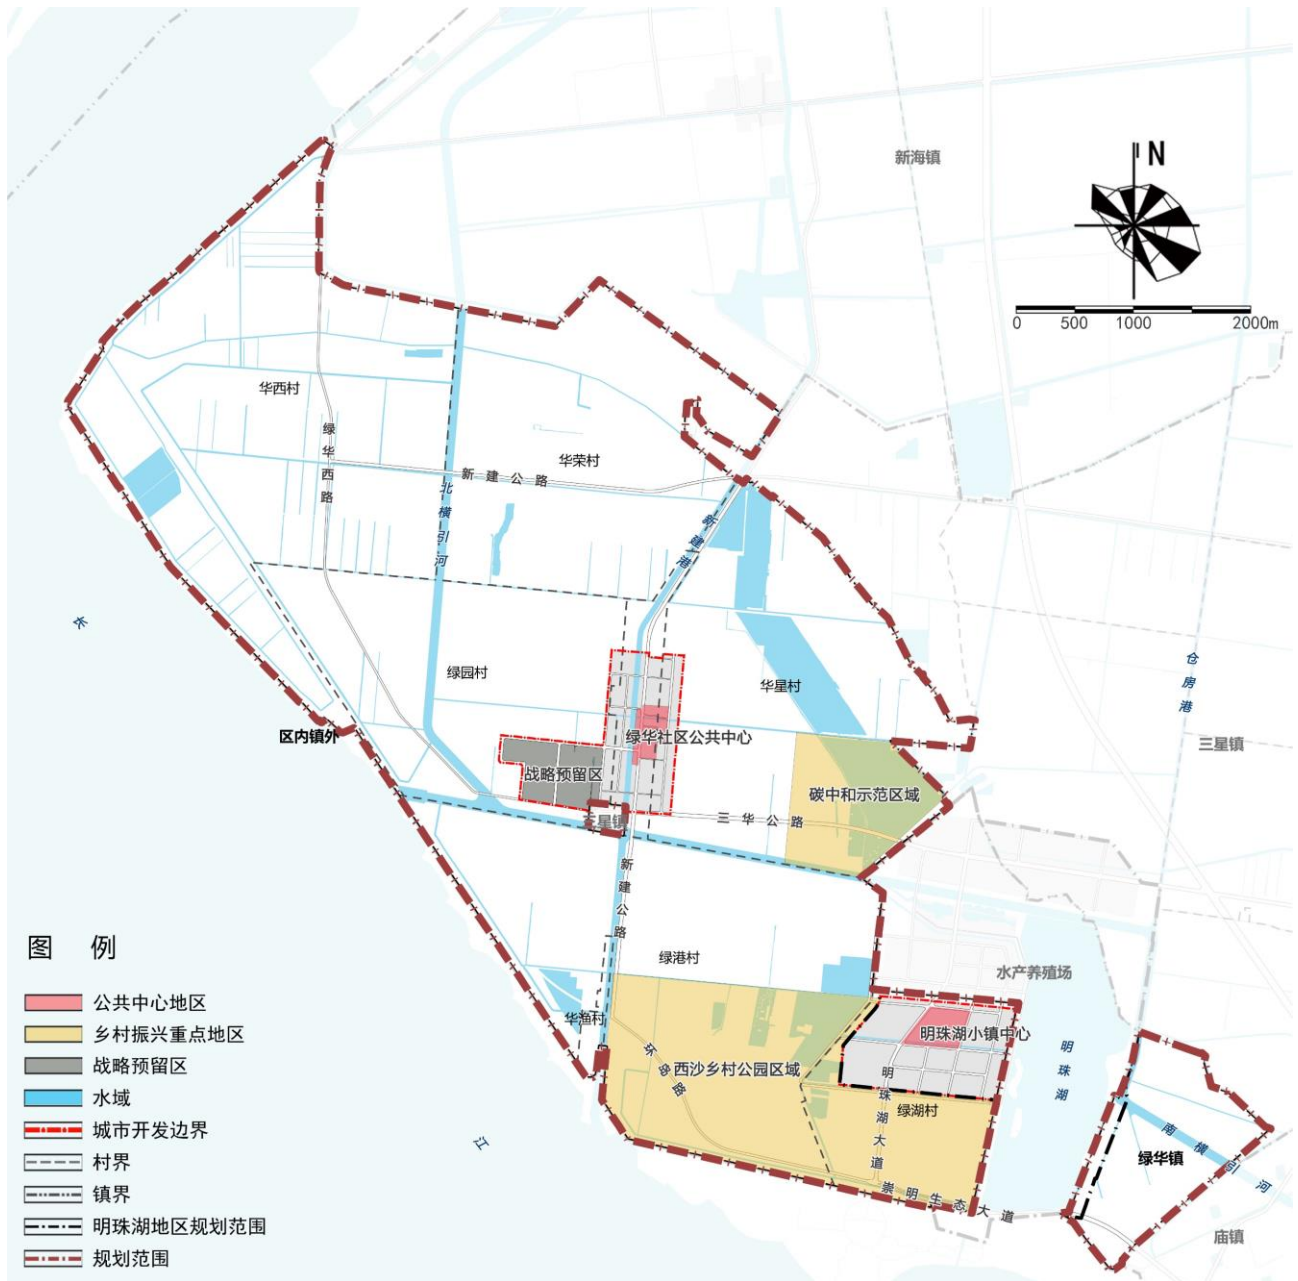 新海镇
N
0 500 1000 2000m
华西村
绿华西路
华荣村
新建公路
北横引河
新建港
长
仓房港
绿园村
华星村
区内镇外
绿华社区公共中心
三星镇
战略预留区
碳中和示范区域
三星镇
三华公路
新建公路
绿港村
水产养殖场
华渔村
明珠湖小镇中心
环岛路
西沙乡村公园区域
明珠湖
明珠湖大道
绿湖村
江
南横引河
绿华镇
崇明生态大道
庙镇
图 例
公共中心地区
乡村振兴重点地区
战略预留区
水域
城市开发边界
村界
镇界
明珠湖地区规划范围
规划范围